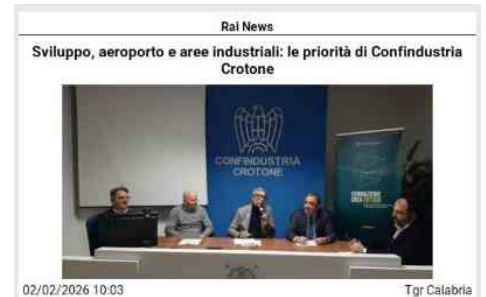 Rai News
Sviluppo, aeroporto e aree industriali: le priorità di Confindustria
Crotone
CONFINDUSTRIA
CROTONE
02/02/2026 10:03
Tgr Calabria